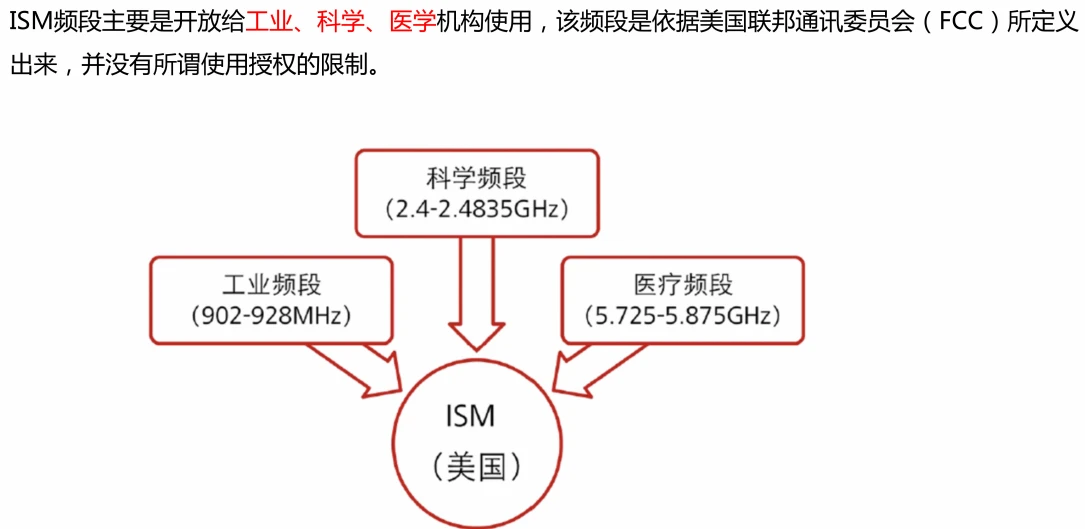 ISM频段主要是开放给工业、科学、医学机构使用，该频段是依据美国联邦通讯委员会（FCC）所定义
出来，并没有所谓使用授权的限制。
科学频段
（2.4-2.4835GHz）
工业频段
（902-928MHz）
医疗频段
（5.725-5.875GHz）
ISM
（美国）